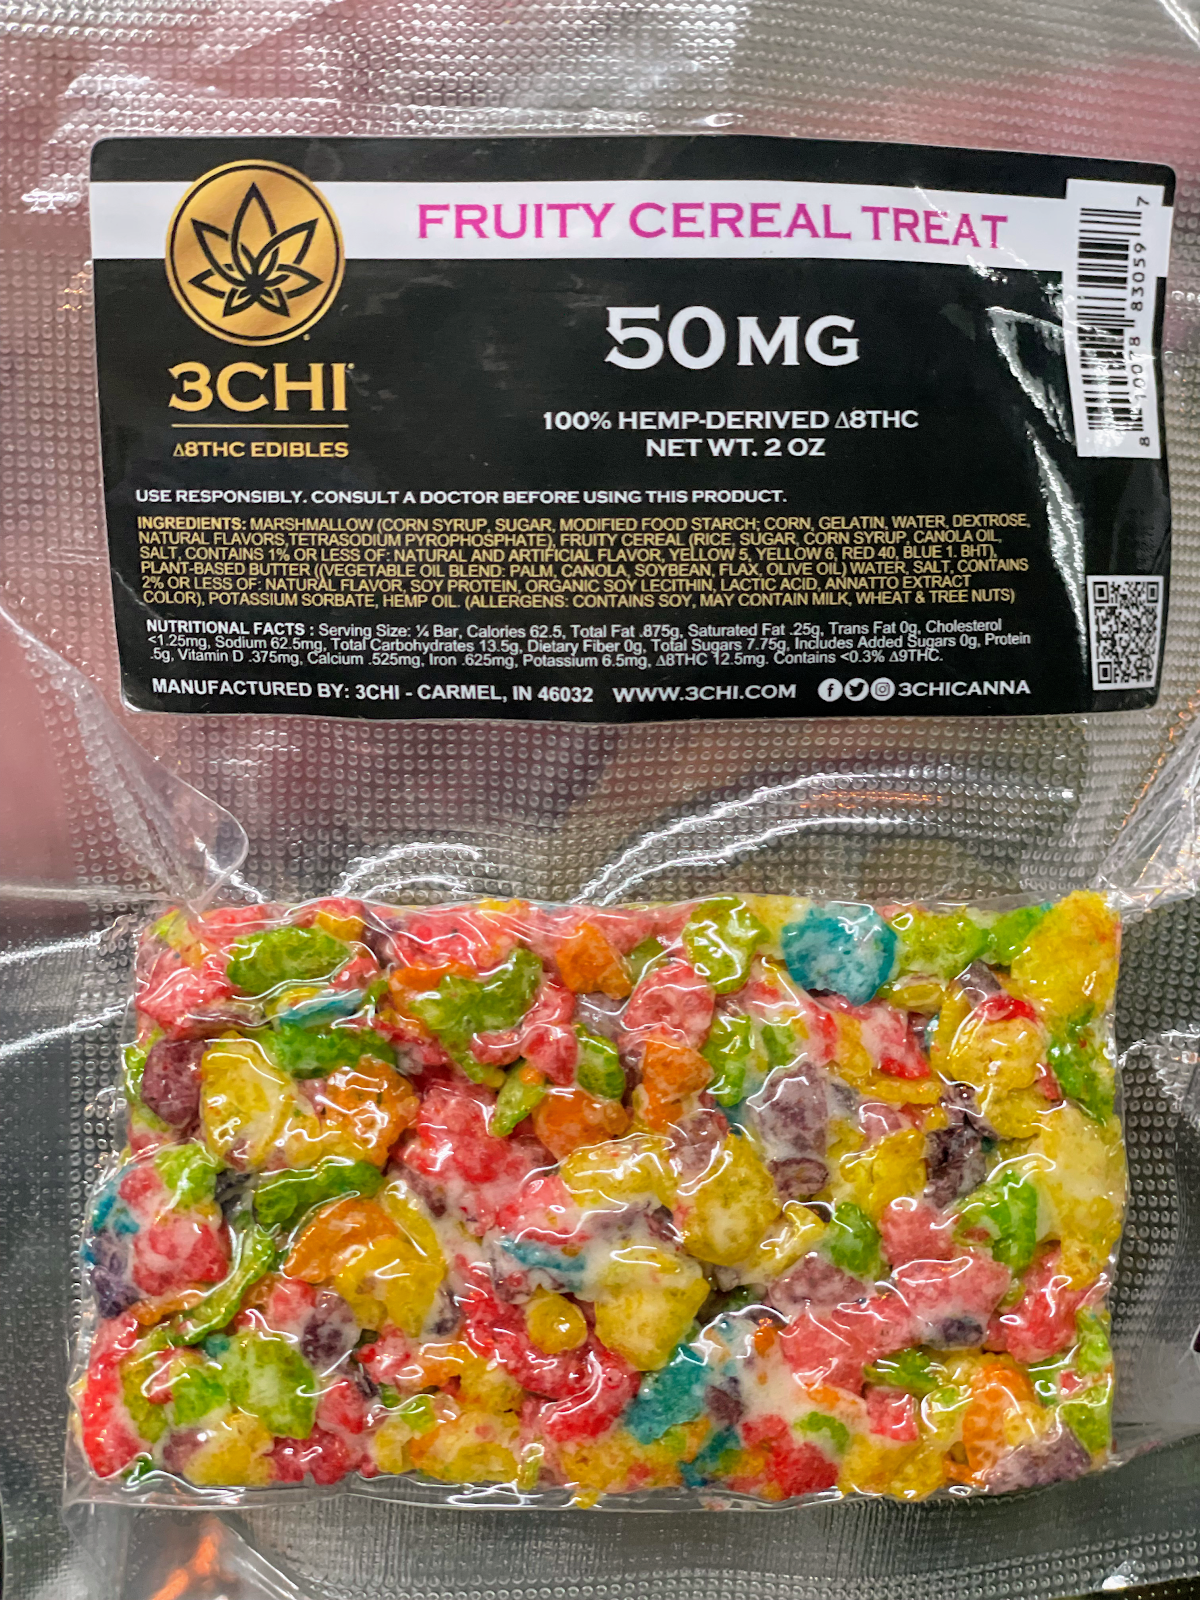 FRUITY CEREAL TREAT
3CHI
Δ8THC EDIBLES
50MG
100% HEMP-DERIVED Δ8THC
NET WT. 2 OZ
8 10078 83059 7
USE RESPONSIBLY. CONSULT A DOCTOR BEFORE USING THIS PRODUCT.
INGREDIENTS: MARSHMALLOW (CORN SYRUP, SUGAR, MODIFIED FOOD STARCH; CORN, GELATIN, WATER, DEXTROSE,
NATURAL FLAVORS,TETRASODIUM PYROPHOSPHATE), FRUITY CEREAL (RICE, SUGAR, CORN SYRUP, CANOLA OIL,
SALT, CONTAINS 1% OR LESS OF: NATURAL AND ARTIFICIAL FLAVOR, YELLOW 5, YELLOW 6, RED 40, BLUE 1. BHT),
PLANT-BASED BUTTER ((VEGETABLE OIL BLEND: PALM, CANOLA, SOYBEAN, FLAX, OLIVE OIL) WATER, SALT, CONTAINS
2% OR LESS OF: NATURAL FLAVOR, SOY PROTEIN, ORGANIC SOY LECITHIN, LACTIC ACID, ANNATTO EXTRACT
COLOR), POTASSIUM SORBATE, HEMP OIL. (ALLERGENS: CONTAINS SOY, MAY CONTAIN MILK, WHEAT & TREE NUTS)
NUTRITIONAL FACTS : Serving Size: ¼ Bar, Calories 62.5, Total Fat .875g, Saturated Fat .25g, Trans Fat 0g, Cholesterol
<1.25mg, Sodium 62.5mg, Total Carbohydrates 13.5g, Dietary Fiber 0g, Total Sugars 7.75g, Includes Added Sugars 0g, Protein
.5g, Vitamin D .375mg, Calcium .525mg, Iron .625mg, Potassium 6.5mg, Δ8THC 12.5mg. Contains <0.3% Δ9THC.
MANUFACTURED BY: 3CHI - CARMEL, IN 46032 WWW.3CHI.COM 3CHICANNA